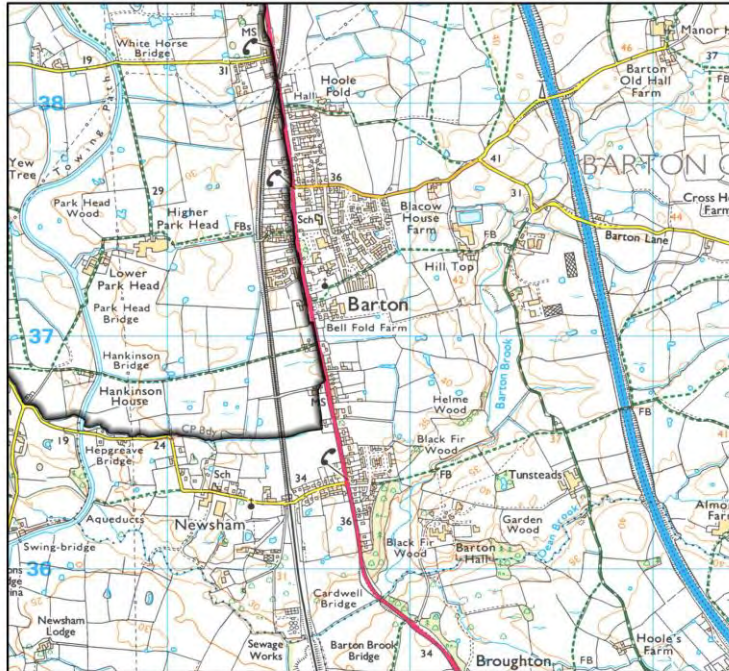 MS
Manor H
White Horse
Bridge
19
31
46
37
Barton
Old Hall
Farm
FB
Hoole
Fold
38
Hall
Towing Path
Yew
Tree
BARTON C
29
36
41
31
Park Head
Wood
Higher
Park Head
FBs
Sch
Blacow
House
Farm
Cross Ho
Farm
44
Barton Lane
FB
Hill Top
42
Lower
Park Head
Barton
Park Head
Bridge
37
Bell Fold Farm
Hankinson
Bridge
Barton Brook
Hankinson
House
MS
Helme
Wood
CP Bdy
FB
19
Hepgreave
Bridge
24
Black Fir
Wood
FB
Sch
34
Tunsteads
Newsham
Aqueducts
36
Garden
Wood
Almo
Farm
Swing-bridge
Black Fir
Wood
Barton
Hall
Dean Brook
36
Cardwell
Bridge
Newsham
Lodge
Sewage
Works
Barton Brook
Bridge
34
Broughton
FB
Hoole's
Farm